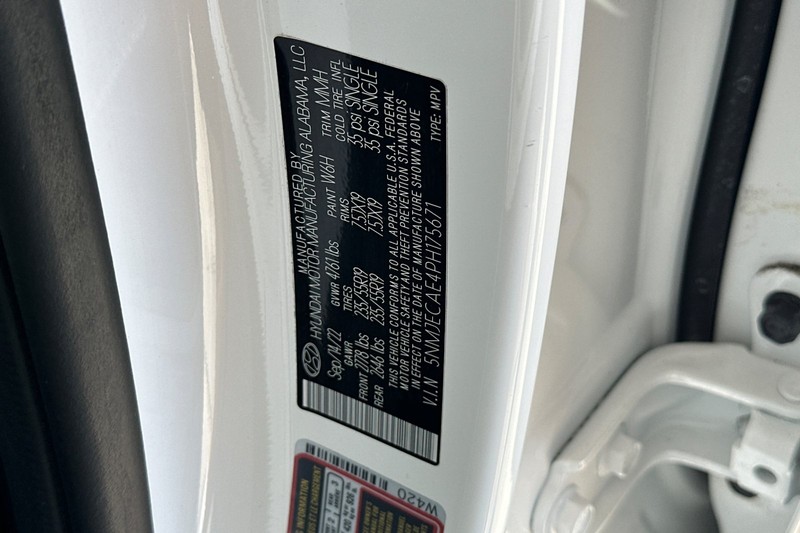 MANUFACTURED BY
HYUNDAI MOTOR MANUFACTURING ALABAMA, LLC
Sep/14/22 GVWR 4761 lbs PAINT W6H TRIM MMH
GAWR TIRES RIMS COLD TIRE INFL
FRONT 2778 lbs 235/55R19 7.5JX19 35 psi SINGLE
REAR 2646 lbs 235/55R19 7.5JX19 35 psi SINGLE
THIS VEHICLE CONFORMS TO ALL APPLICABLE U.S.A. FEDERAL
MOTOR VEHICLE SAFETY AND THEFT PREVENTION STANDARDS
IN EFFECT ON THE DATE OF MANUFACTURE SHOWN ABOVE
V.I.N 5NMJECAE4PH175671 TYPE: MPV
W420
INFORMATION